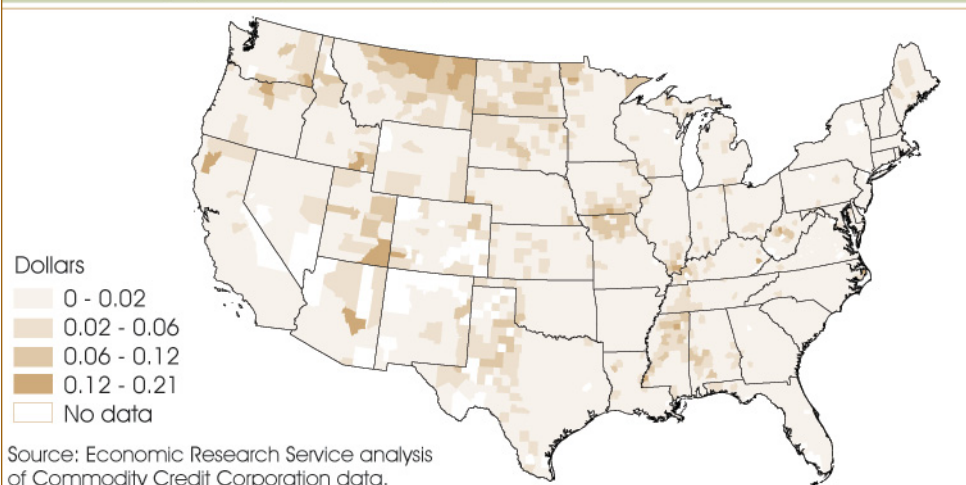 Dollars
0 - 0.02
0.02 - 0.06
0.06 - 0.12
0.12 - 0.21
No data
Source: Economic Research Service analysis
of Commodity Credit Corporation data.